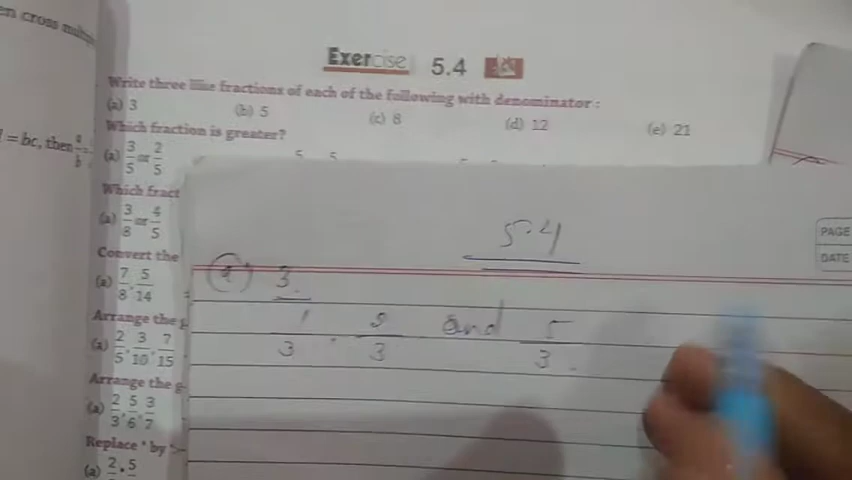 en cross multip
Exercise 5.4
Write three like fractions of each of the following with denominator :
(a) 3 (b) 5 (c) 8 (d) 12 (e) 21
Which fraction is greater?
= bc, then a/b
(a) 3/5 or 2/5
Which fract
(a) 3/8 or 4/5
Convert the
(a) 7/8, 5/14
Arrange the g
(a) 2/5, 3/10, 7/15
Arrange the g
(a) 2/3, 5/6, 3/7
Replace * by
(a)
5.4
PAGE
DATE
3
1/3 . 5/3 and 5/3 .